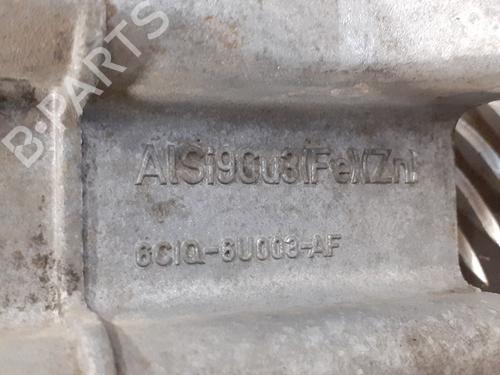 B-PARTS
AlSi9Cu3(Fe)(Zn)
6C1Q-6U003-AF